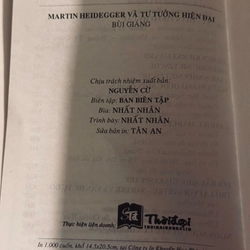 MARTIN HEIDEGGER VÀ TƯ TƯỞNG HIỆN ĐẠI
BÙI GIÁNG
Chịu trách nhiệm xuất bản:
NGUYỄN CỪ
Biên tập: BAN BIÊN TẬP
Bìa: NHẤT NHÂN
Trình bày: NHẤT NHÂN
Sửa bản in: TÂN AN
Thực hiện liên doanh:
Thời Đại
In 1.000 cuốn, khổ 14.5x20.5cm, tại Công ty In